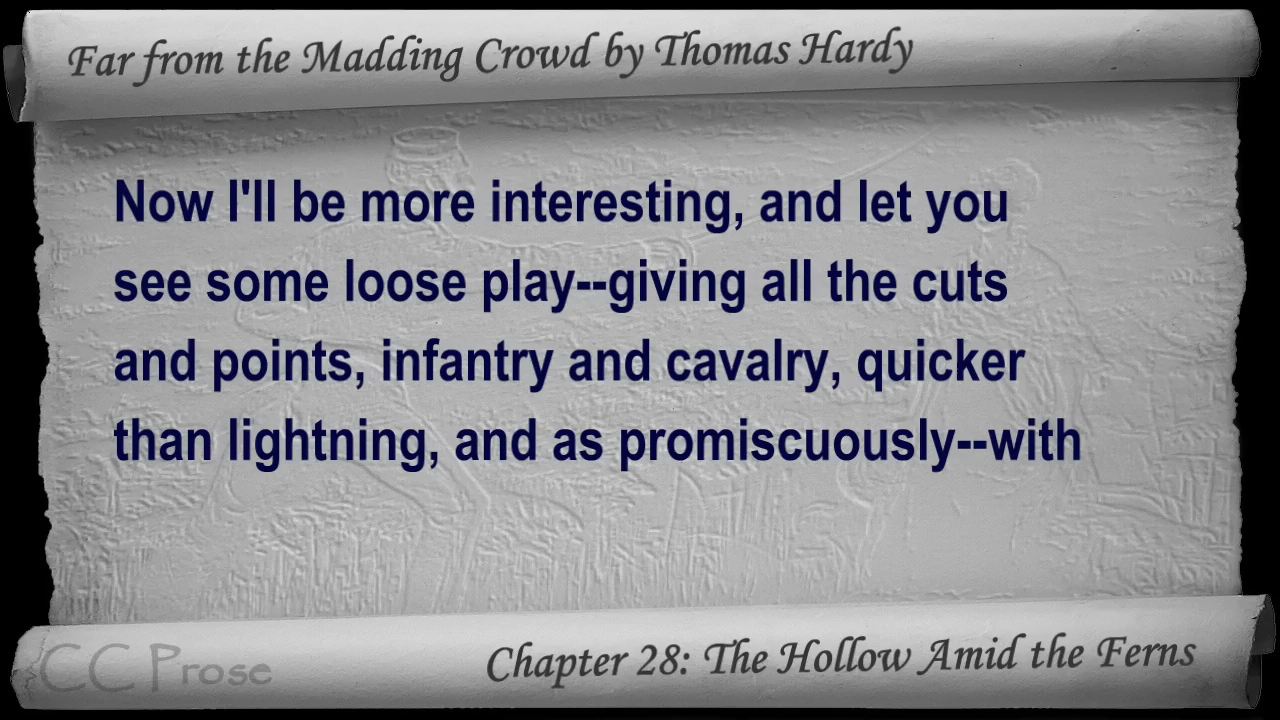 Far from the Madding Crowd by Thomas Hardy
Now I'll be more interesting, and let you
see some loose play--giving all the cuts
and points, infantry and cavalry, quicker
than lightning, and as promiscuously--with
CC Prose
Chapter 28: The Hollow Amid the Ferns